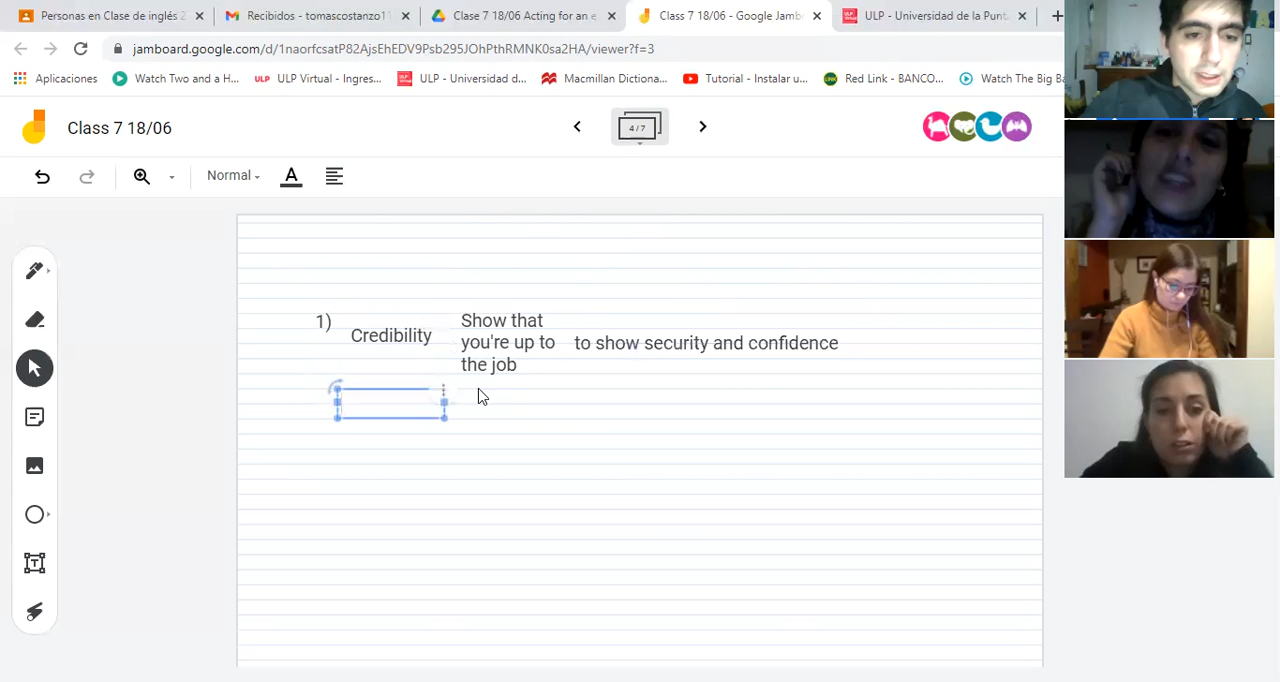 Personas en Clase de inglés 2
Recibidos - tomascostanzo11
Clase 7 18/06 Acting for an e
Class 7 18/06 - Google Jamb
ULP - Universidad de la Punt
jamboard.google.com/d/1naorfcsatP82AjsEhEDV9Psb295JOhPthRMNK0sa2HA/viewer?f=3
Aplicaciones
Watch Two and a H...
ULP
ULP Virtual - Ingres...
ULP - Universidad d...
Macmillan Dictiona...
Tutorial - Instalar u...
LINK
Red Link - BANCO...
Watch The Big Ba
Class 7 18/06
4/7
Normal
A
1)
Credibility
Show that
you're up to
the job
to show security and confidence
T